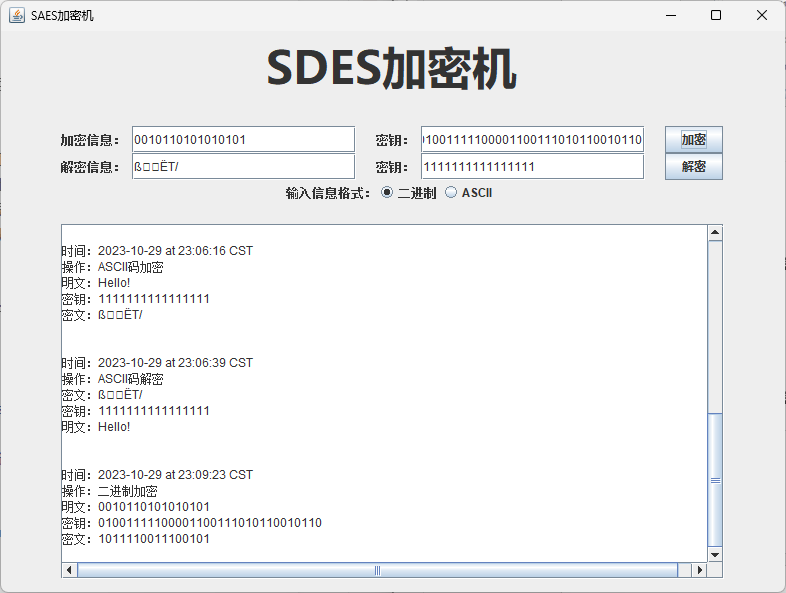 SAES加密机
SDES加密机
加密信息： 0010110101010101 密钥： 1001111100001100111010110010110 加密
解密信息： ß□□ËT/ 密钥： 1111111111111111 解密
输入信息格式： 二进制 ASCII
时间：2023-10-29 at 23:06:16 CST
操作：ASCII码加密
明文：Hello!
密钥：1111111111111111
密文：ß□□ËT/
时间：2023-10-29 at 23:06:39 CST
操作：ASCII码解密
密文：ß□□ËT/
密钥：1111111111111111
明文：Hello!
时间：2023-10-29 at 23:09:23 CST
操作：二进制加密
明文：0010110101010101
密钥：01001111100001100111010110010110
密文：1011110011100101